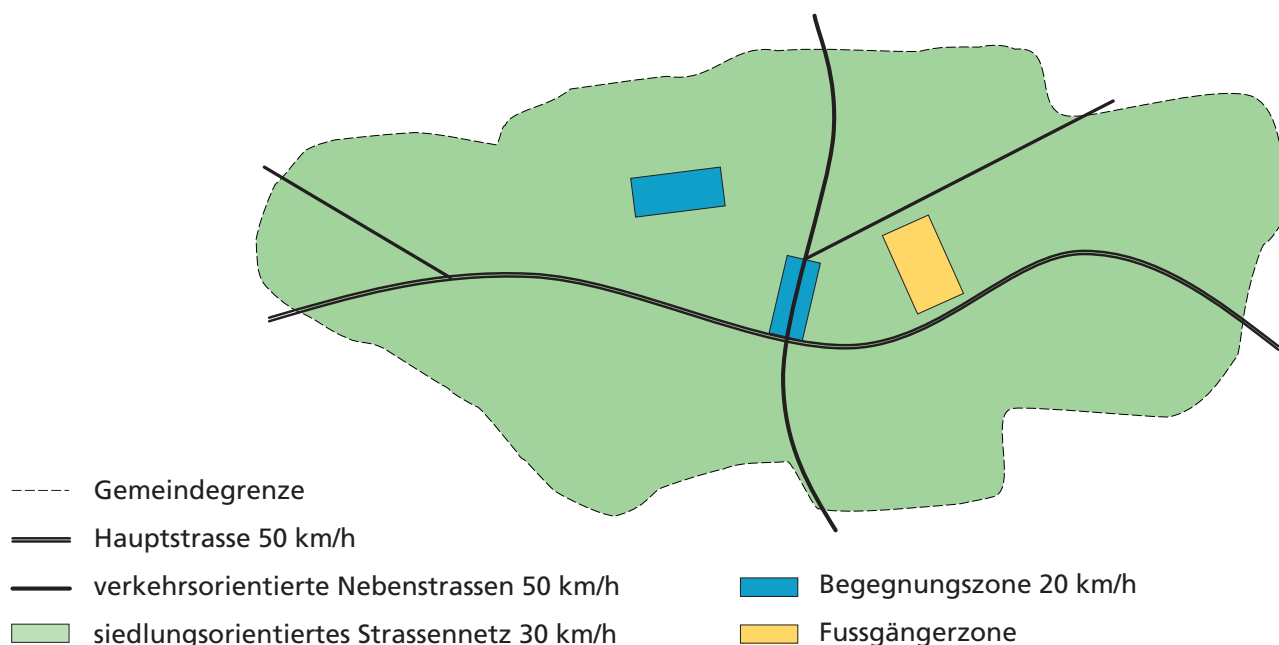 Gemeindegrenze
Hauptstrasse 50 km/h
verkehrsorientierte Nebenstrassen 50 km/h
siedlungsorientiertes Strassennetz 30 km/h
Begegnungszone 20 km/h
Fussgängerzone